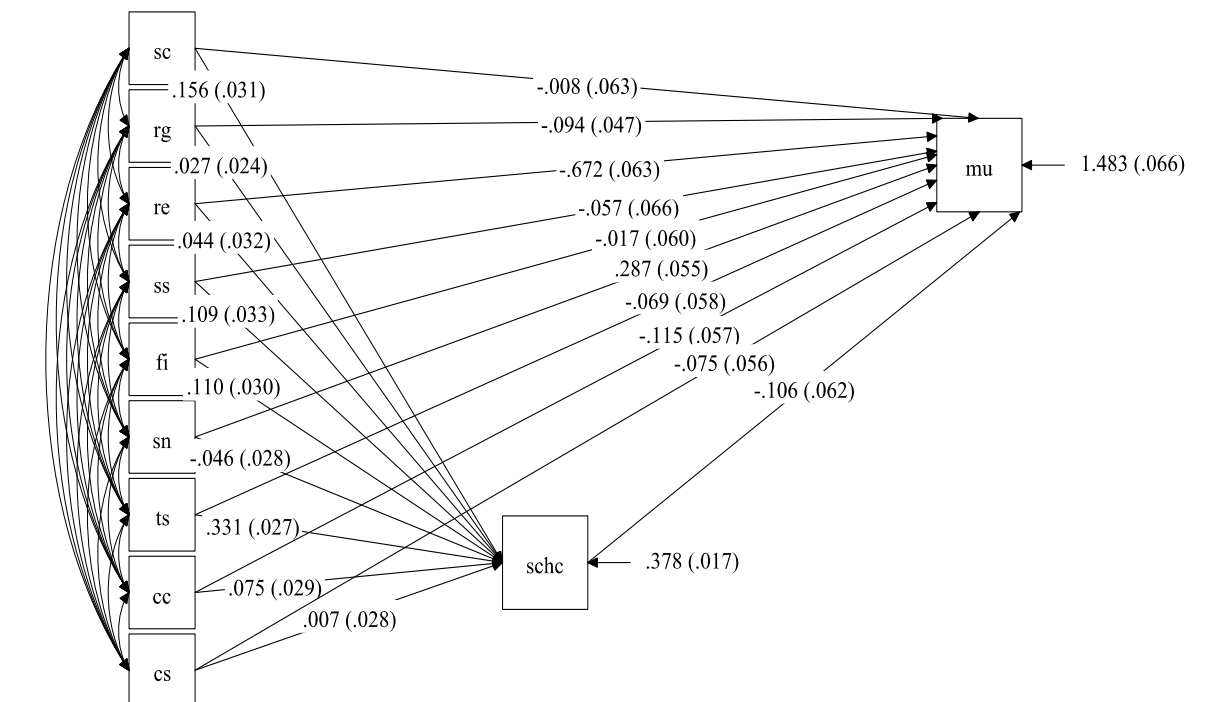 sc
.156 (.031)
-.008 (.063)
rg
-.094 (.047)
.027 (.024)
-.672 (.063)
mu
1.483 (.066)
re
-.057 (.066)
.044 (.032)
-.017 (.060)
ss
.287 (.055)
.109 (.033)
-.069 (.058)
-.115 (.057)
fi
-.075 (.056)
.110 (.030)
-.106 (.062)
sn
-.046 (.028)
ts
.331 (.027)
schc
.378 (.017)
cc
.075 (.029)
.007 (.028)
cs